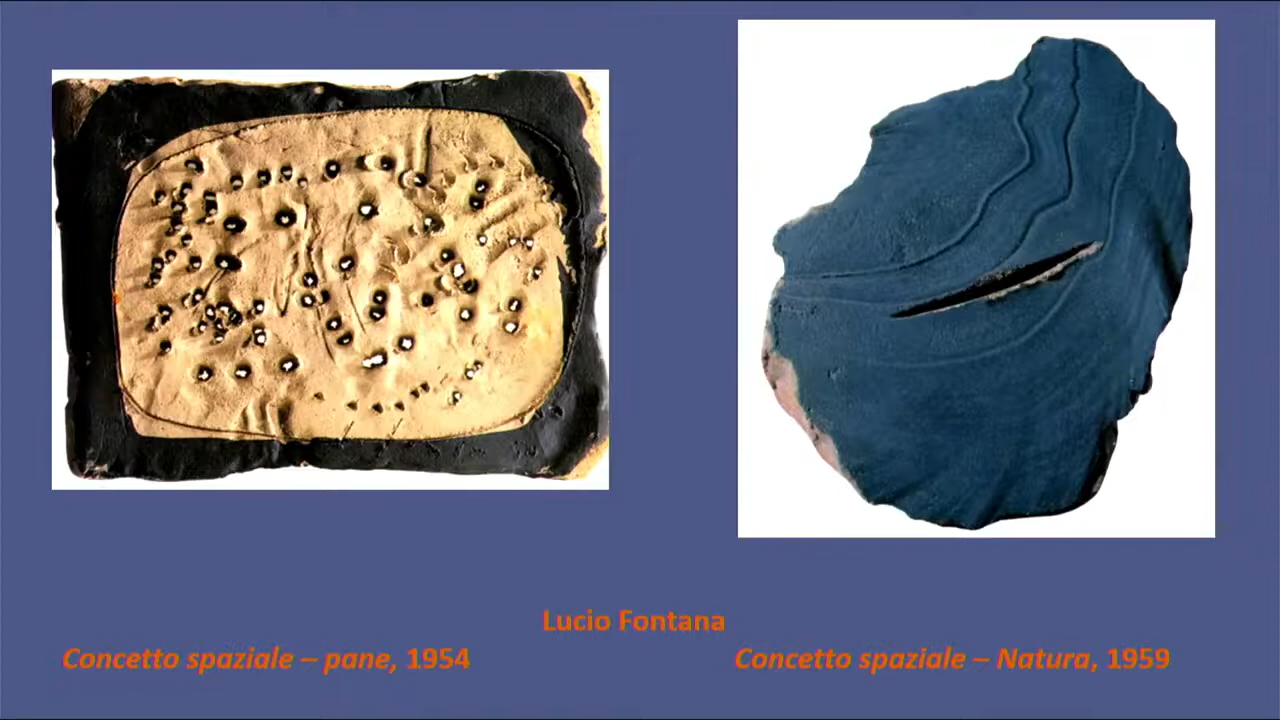 Lucio Fontana
Concetto spaziale – pane, 1954
Concetto spaziale – Natura, 1959